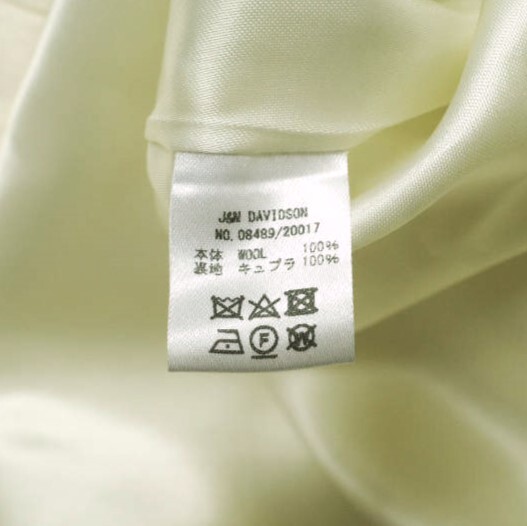 J&M DAVIDSON
NO. 08489/20017
本体 WOOL 100%
裏地 キュプラ 100%
F
W